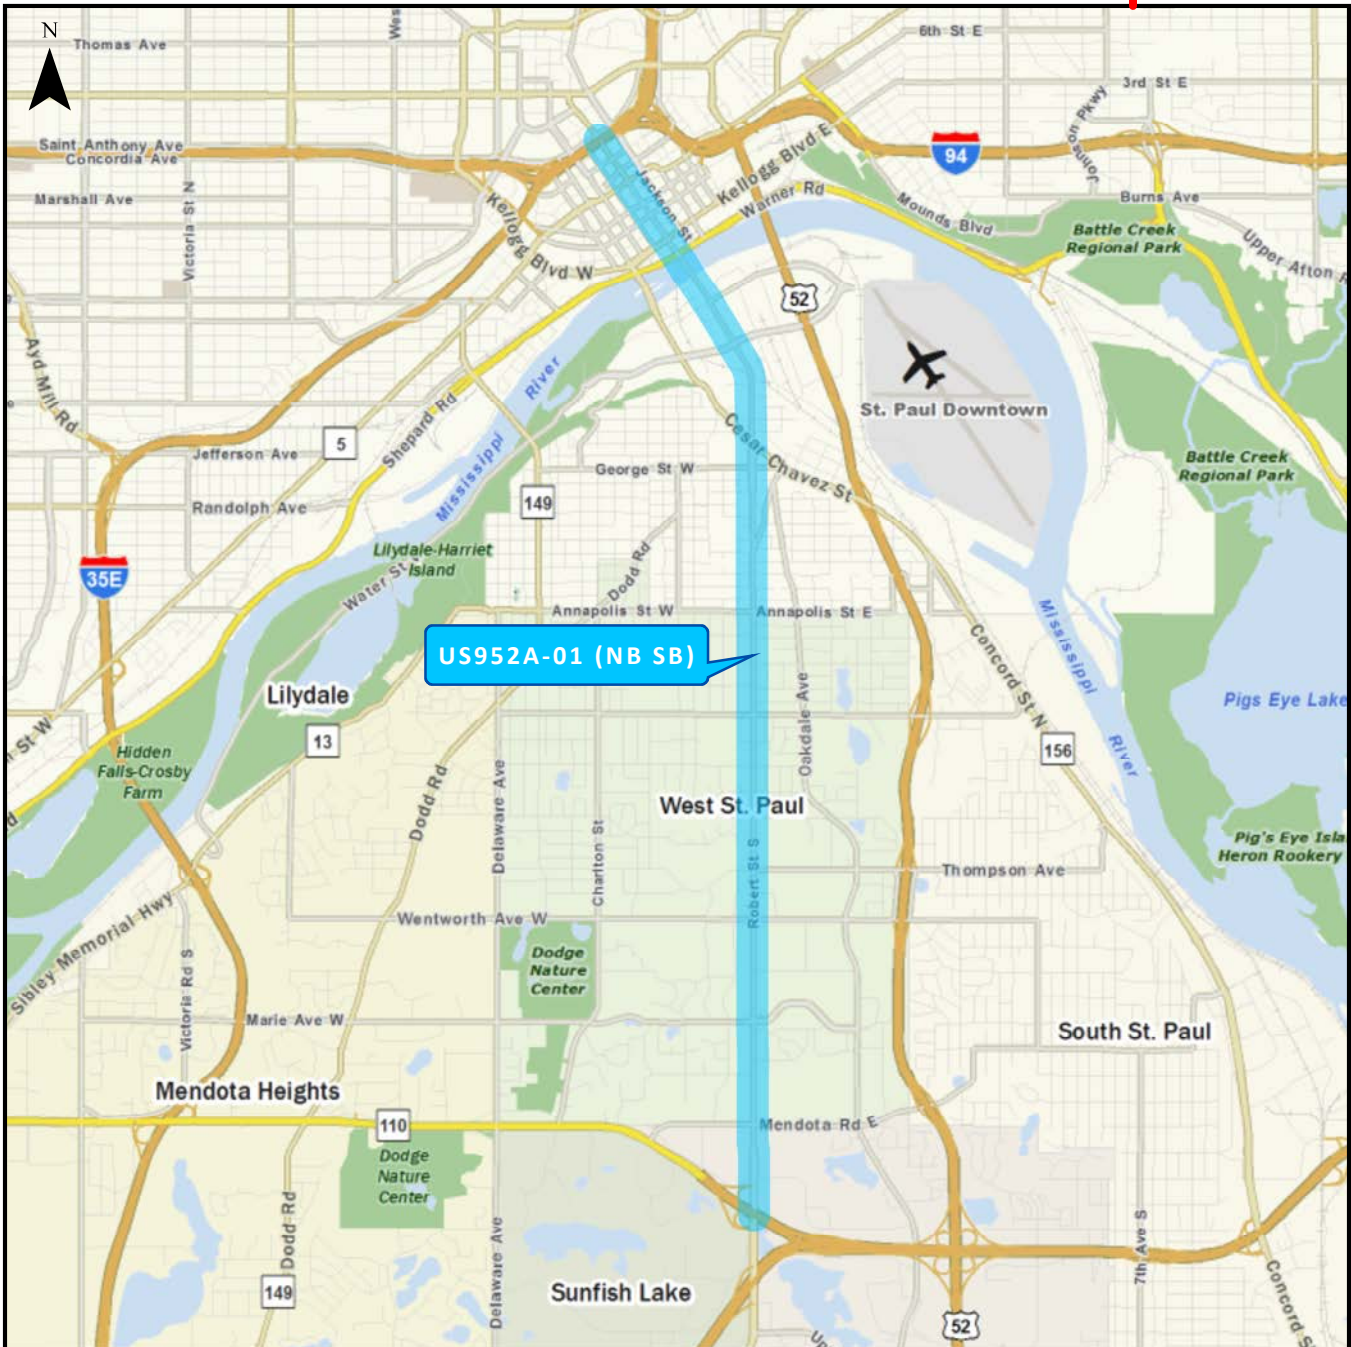 N
Thomas Ave
Wes
6th St E
3rd St E
Johnson Pkwy
Saint Anthony Ave
Concordia Ave
94
Kellogg Blvd E
Marshall Ave
Victoria St N
Jackson St
Kellogg Blvd W
Warner Rd
Mounds Blvd
Burns Ave
Battle Creek
Regional Park
Upper Afton R
52
Ayd Mill Rd
River
St. Paul Downtown
Shepard Rd
5
Jefferson Ave
Mississippi
Cesar Chavez St
George St W
Battle Creek
Regional Park
149
Randolph Ave
Lilydale-Harriet
Island
35E
Water St
Dodd Rd
Annapolis St W
Annapolis St E
Mississippi
River
Concord St N
US952A-01 (NB SB)
Lilydale
Oakdale Ave
Pigs Eye Lake
13
156
n St W
Hidden
Falls-Crosby
Farm
Dodd Rd
Delaware Ave
Charlton St
West St. Paul
Robert St S
Pig's Eye Isla
Heron Rookery
Thompson Ave
Wentworth Ave W
Sibley Memorial Hwy
Victoria Rd S
Dodge
Nature
Center
Marie Ave W
South St. Paul
Mendota Heights
110
Mendota Rd E
Dodge
Nature
Center
Dodd Rd
Delaware Ave
7th Ave S
149
Sunfish Lake
52
Concord S
Up